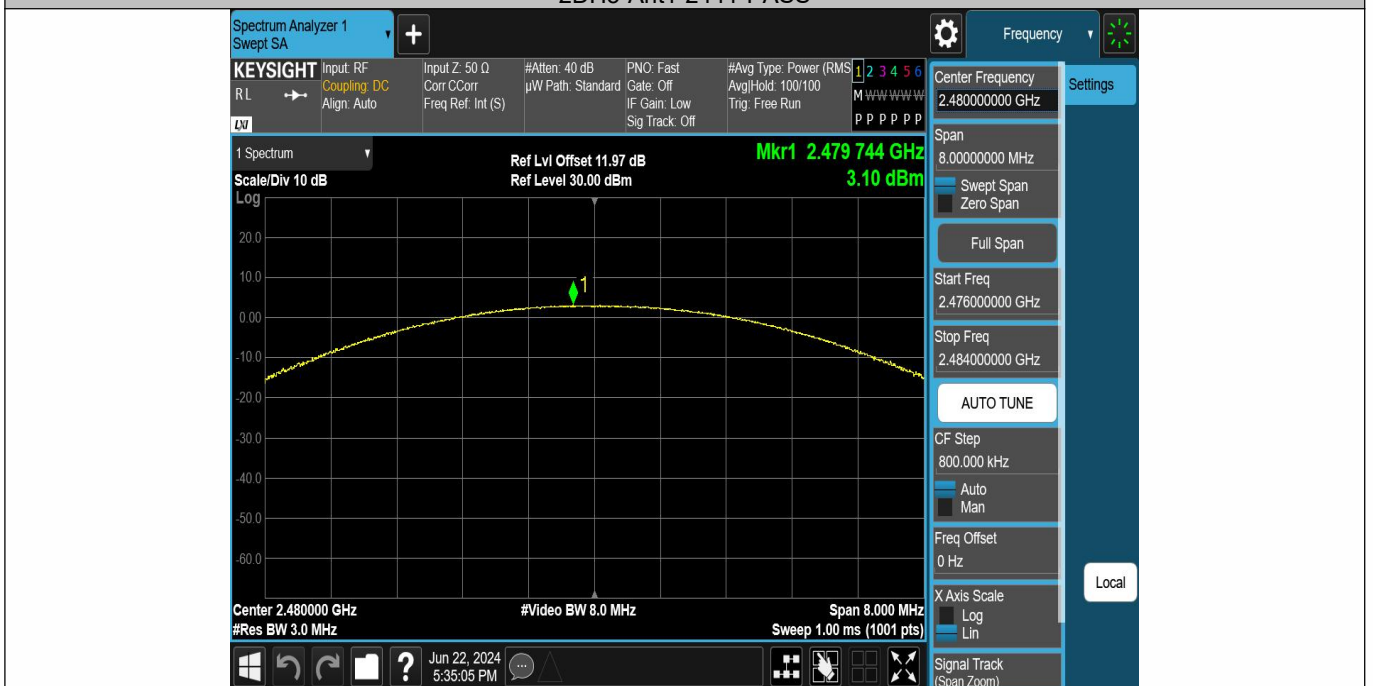 Spectrum Analyzer 1
Swept SA
Frequency
KEYSIGHT
RL
LXI
Input: RF
Coupling: DC
Align: Auto
Input Z: 50 Ω
Corr CCorr
Freq Ref: Int (S)
#Atten: 40 dB
µW Path: Standard
PNO: Fast
Gate: Off
IF Gain: Low
Sig Track: Off
#Avg Type: Power (RMS
Avg|Hold: 100/100
Trig: Free Run
1 2 3 4 5 6
M W W W W W
P P P P P P
1 Spectrum
Scale/Div 10 dB
Log
Ref Lvl Offset 11.97 dB
Ref Level 30.00 dBm
Mkr1 2.479 744 GHz
3.10 dBm
20.0
10.0
1
0.00
-10.0
-20.0
-30.0
-40.0
-50.0
-60.0
Center 2.480000 GHz
#Res BW 3.0 MHz
#Video BW 8.0 MHz
Span 8.000 MHz
Sweep 1.00 ms (1001 pts)
Center Frequency
2.480000000 GHz
Settings
Span
8.00000000 MHz
Swept Span
Zero Span
Full Span
Start Freq
2.476000000 GHz
Stop Freq
2.484000000 GHz
AUTO TUNE
CF Step
800.000 kHz
Auto
Man
Freq Offset
0 Hz
X Axis Scale
Log
Lin
Local
Signal Track
(Span Zoom)
?
Jun 22, 2024
5:35:05 PM